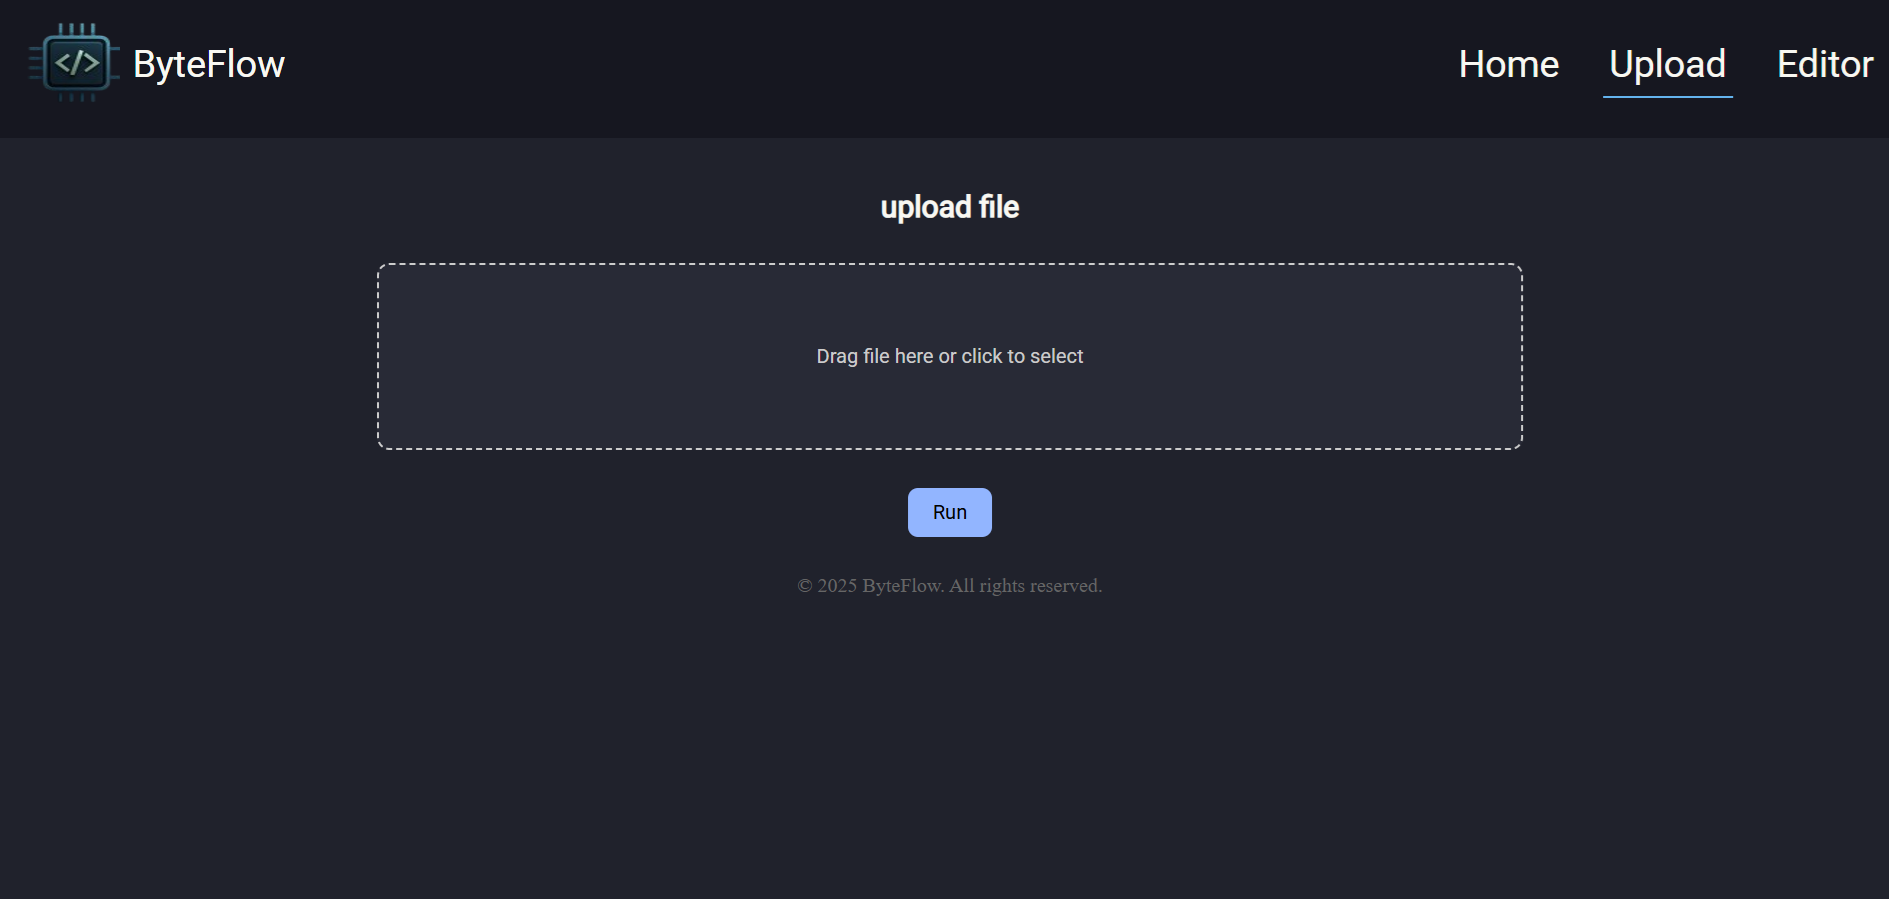 </>
ByteFlow
Home Upload Editor
upload file
Drag file here or click to select
Run
© 2025 ByteFlow. All rights reserved.